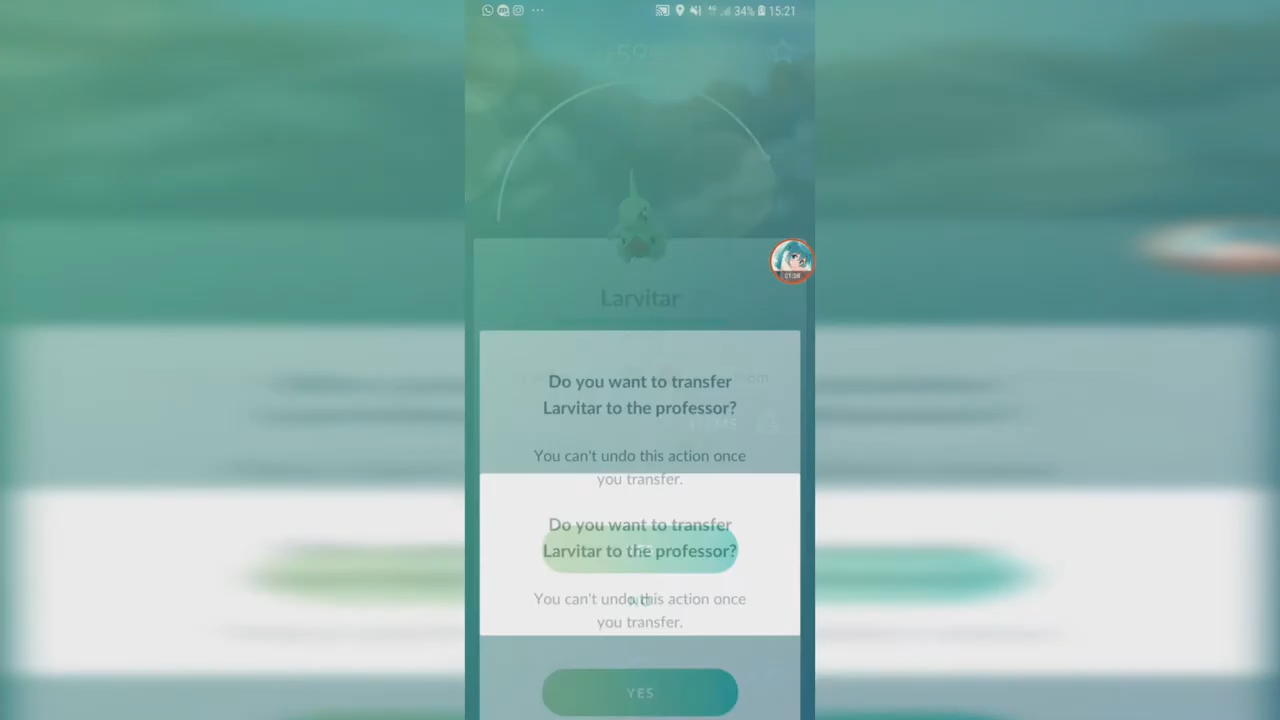 34% 15:21
Larvitar
Do you want to transfer
Larvitar to the professor?
You can't undo this action once
you transfer.
Do you want to transfer
Larvitar to the professor?
NO
You can't undo this action once
you transfer.
YES